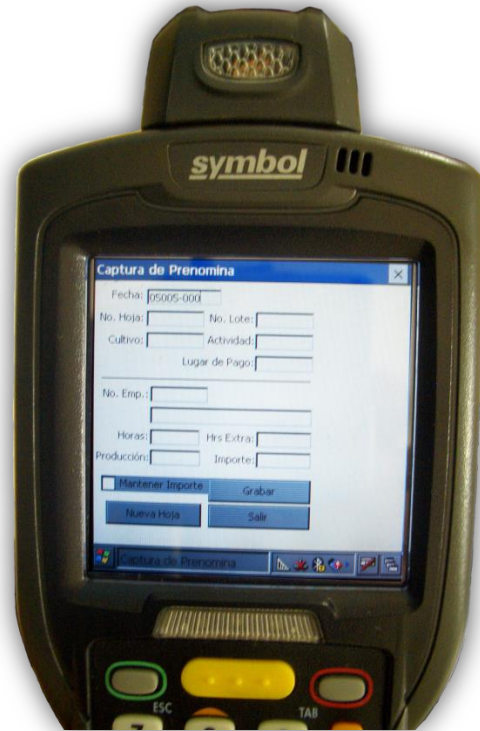 symbol
Captura de Prenomina
Fecha: 05005-000
No. Hoja: No. Lote:
Cultivo: Actividad:
Lugar de Pago:
No. Emp.:
Horas: Hrs Extra:
Producción: Importe:
Mantener Importe Grabar
Nueva Hoja Salir
Captura de Prenomina
ESC TAB